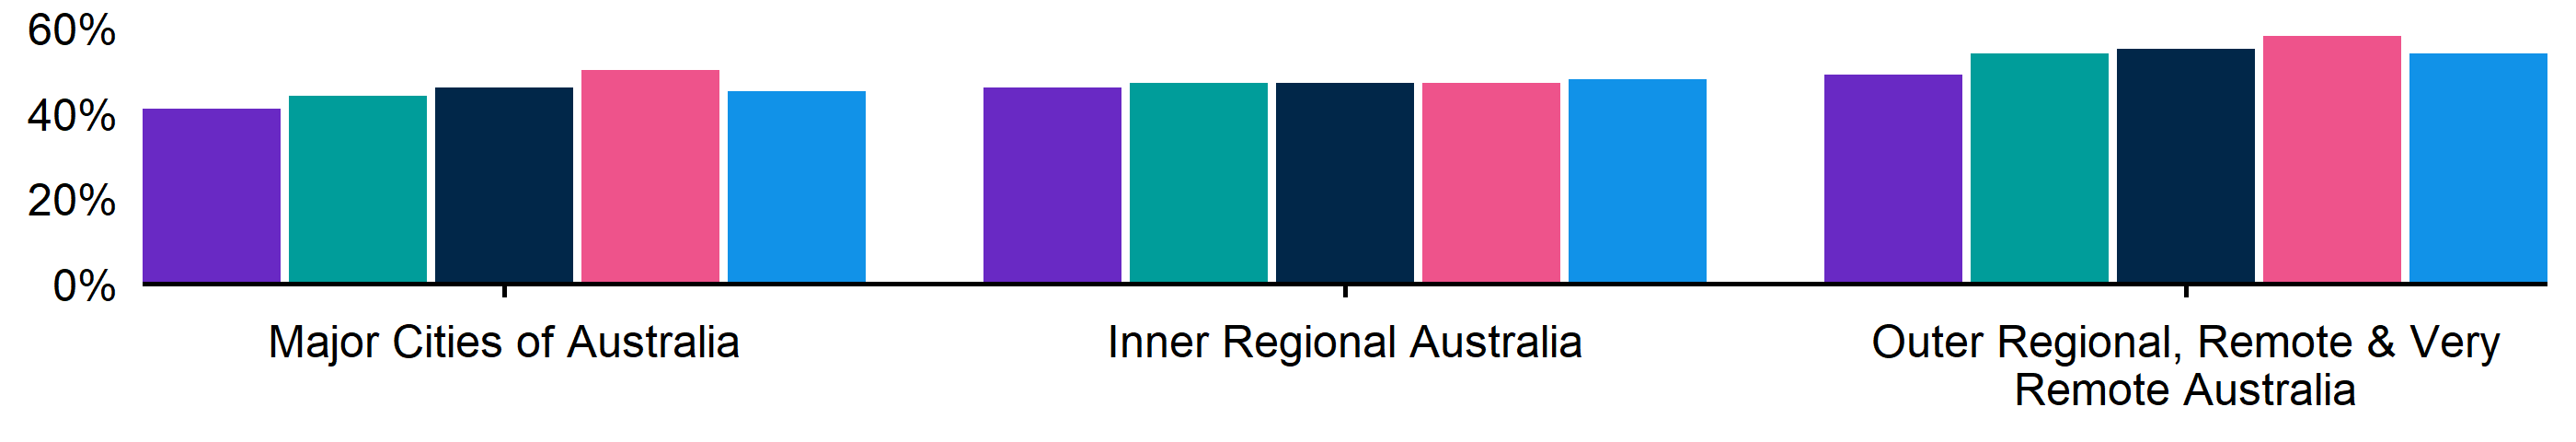 60%
40%
20%
0%
Major Cities of Australia
Inner Regional Australia
Outer Regional, Remote & Very
Remote Australia